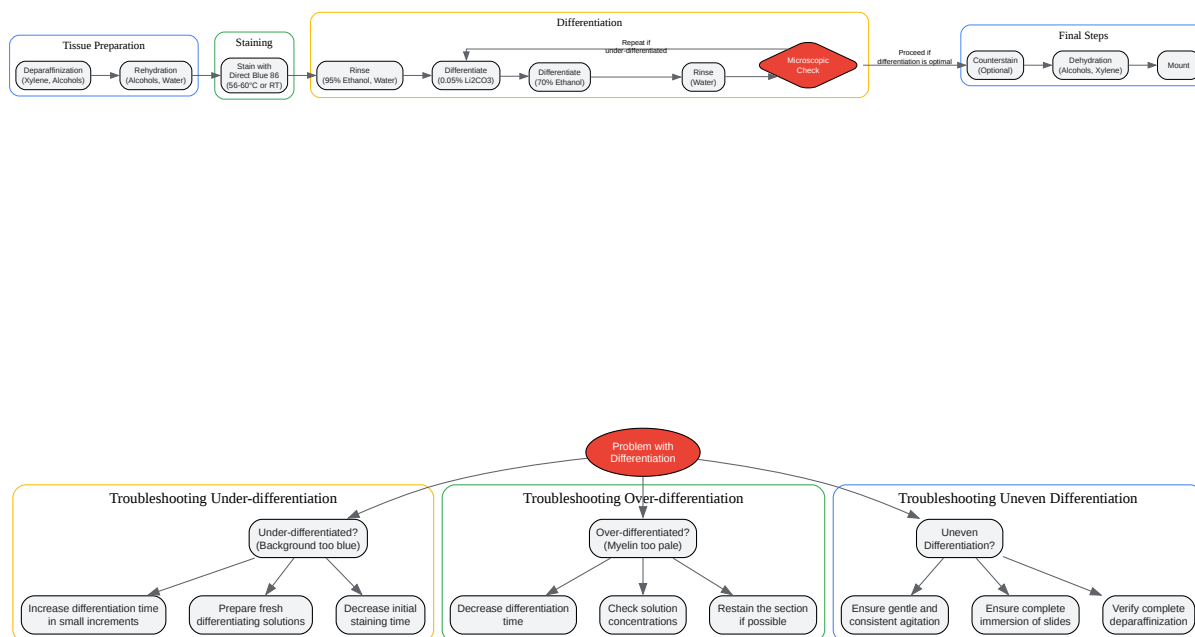 Tissue Preparation
Deparaffinization
(Xylene, Alcohols)
Rehydration
(Alcohols, Water)
Staining
Stain with
Direct Blue 86
(56-60°C or RT)
Differentiation
Rinse
(95% Ethanol, Water)
Differentiate
(0.05% Li2CO3)
Differentiate
(70% Ethanol)
Rinse
(Water)
Repeat if
under-differentiated
Microscopic
Check
Proceed if
differentiation is optimal
Final Steps
Counterstain
(Optional)
Dehydration
(Alcohols, Xylene)
Mount
Problem with
Differentiation
Troubleshooting Under-differentiation
Under-differentiated?
(Background too blue)
Increase differentiation time
in small increments
Prepare fresh
differentiating solutions
Decrease initial
staining time
Troubleshooting Over-differentiation
Over-differentiated?
(Myelin too pale)
Decrease differentiation
time
Check solution
concentrations
Restain the section
if possible
Troubleshooting Uneven Differentiation
Uneven
Differentiation?
Ensure gentle and
consistent agitation
Ensure complete
immersion of slides
Verify complete
deparaffinization